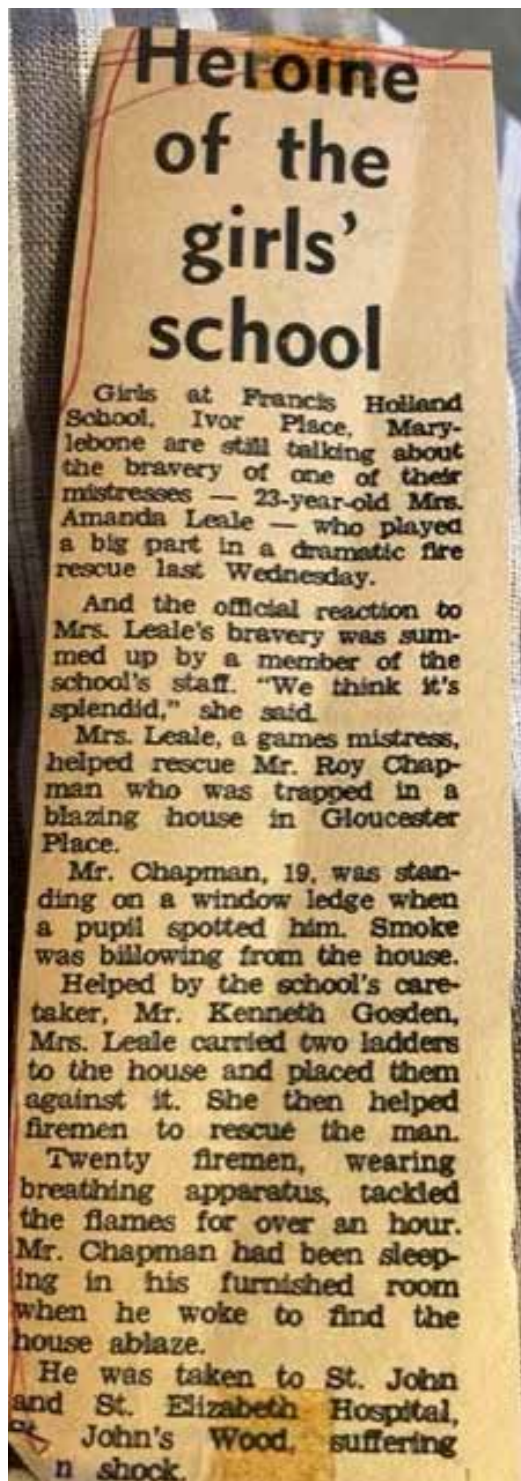 Heroine
of the
girls'
school
Girls at Francis Holland
School, Ivor Place, Mary-
lebone are still talking about
the bravery of one of their
mistresses — 23-year-old Mrs.
Amanda Leale — who played
a big part in a dramatic fire
rescue last Wednesday.
And the official reaction to
Mrs. Leale's bravery was sum-
med up by a member of the
school's staff. "We think it's
splendid," she said.
Mrs. Leale, a games mistress,
helped rescue Mr. Roy Chap-
man who was trapped in a
blazing house in Gloucester
Place.
Mr. Chapman, 19, was stan-
ding on a window ledge when
a pupil spotted him. Smoke
was billowing from the house.
Helped by the school's care-
taker, Mr. Kenneth Gosden,
Mrs. Leale carried two ladders
to the house and placed them
against it. She then helped
firemen to rescue the man.
Twenty firemen, wearing
breathing apparatus, tackled
the flames for over an hour.
Mr. Chapman had been sleep-
ing in his furnished room
when he woke to find the
house ablaze.
He was taken to St. John
and St. Elizabeth Hospital,
St. John's Wood, suffering
n shock.